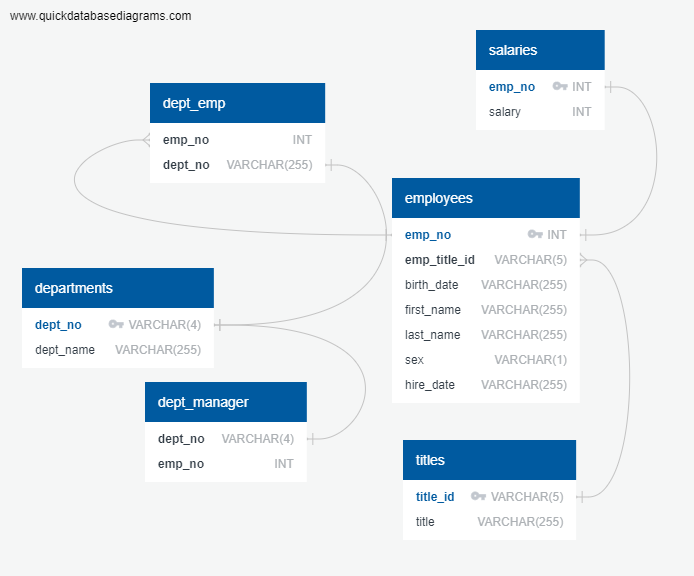 www.quickdatabasediagrams.com
salaries
emp_no INT
salary INT
dept_emp
emp_no INT
dept_no VARCHAR(255)
employees
emp_no INT
emp_title_id VARCHAR(5)
birth_date VARCHAR(255)
first_name VARCHAR(255)
last_name VARCHAR(255)
sex VARCHAR(1)
hire_date VARCHAR(255)
departments
dept_no VARCHAR(4)
dept_name VARCHAR(255)
dept_manager
dept_no VARCHAR(4)
emp_no INT
titles
title_id VARCHAR(5)
title VARCHAR(255)